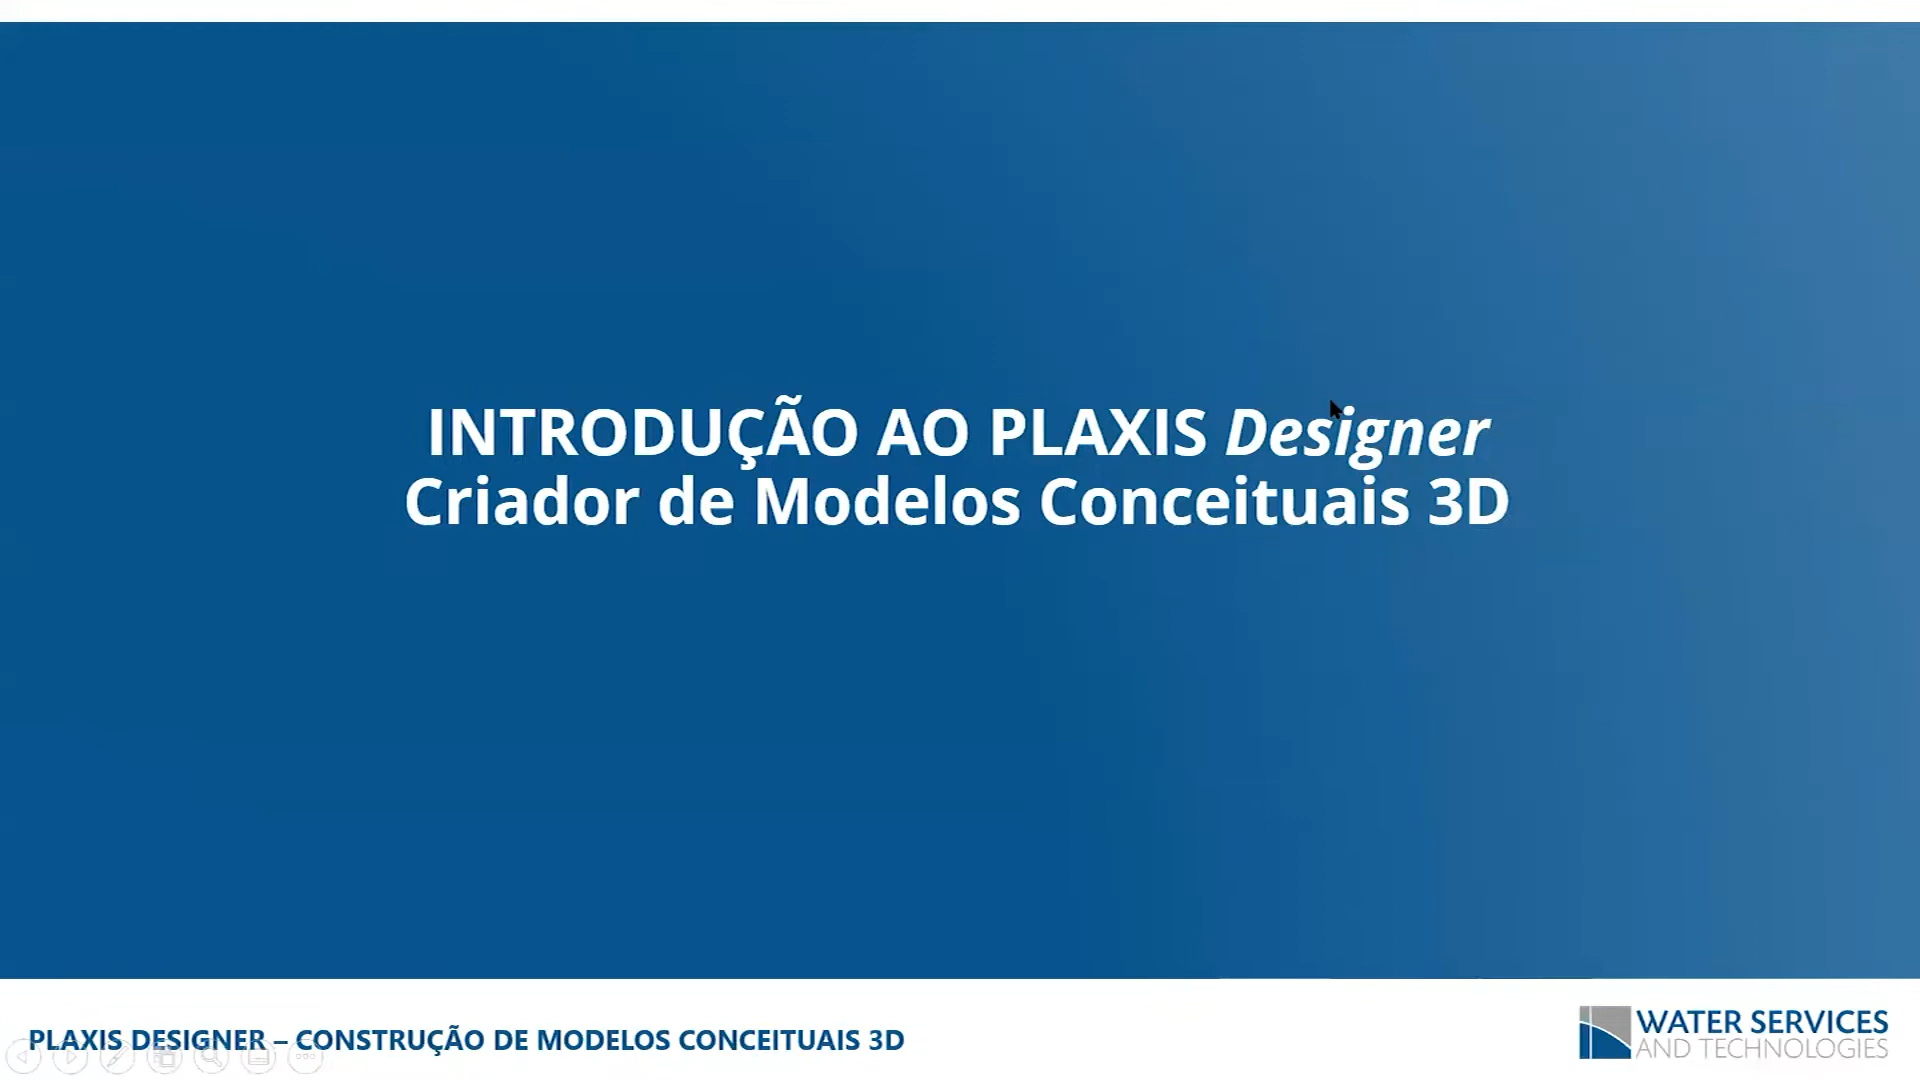 INTRODUÇÃO AO PLAXIS Designer
Criador de Modelos Conceituais 3D
PLAXIS DESIGNER – CONSTRUÇÃO DE MODELOS CONCEITUAIS 3D
WATER SERVICES
AND TECHNOLOGIES